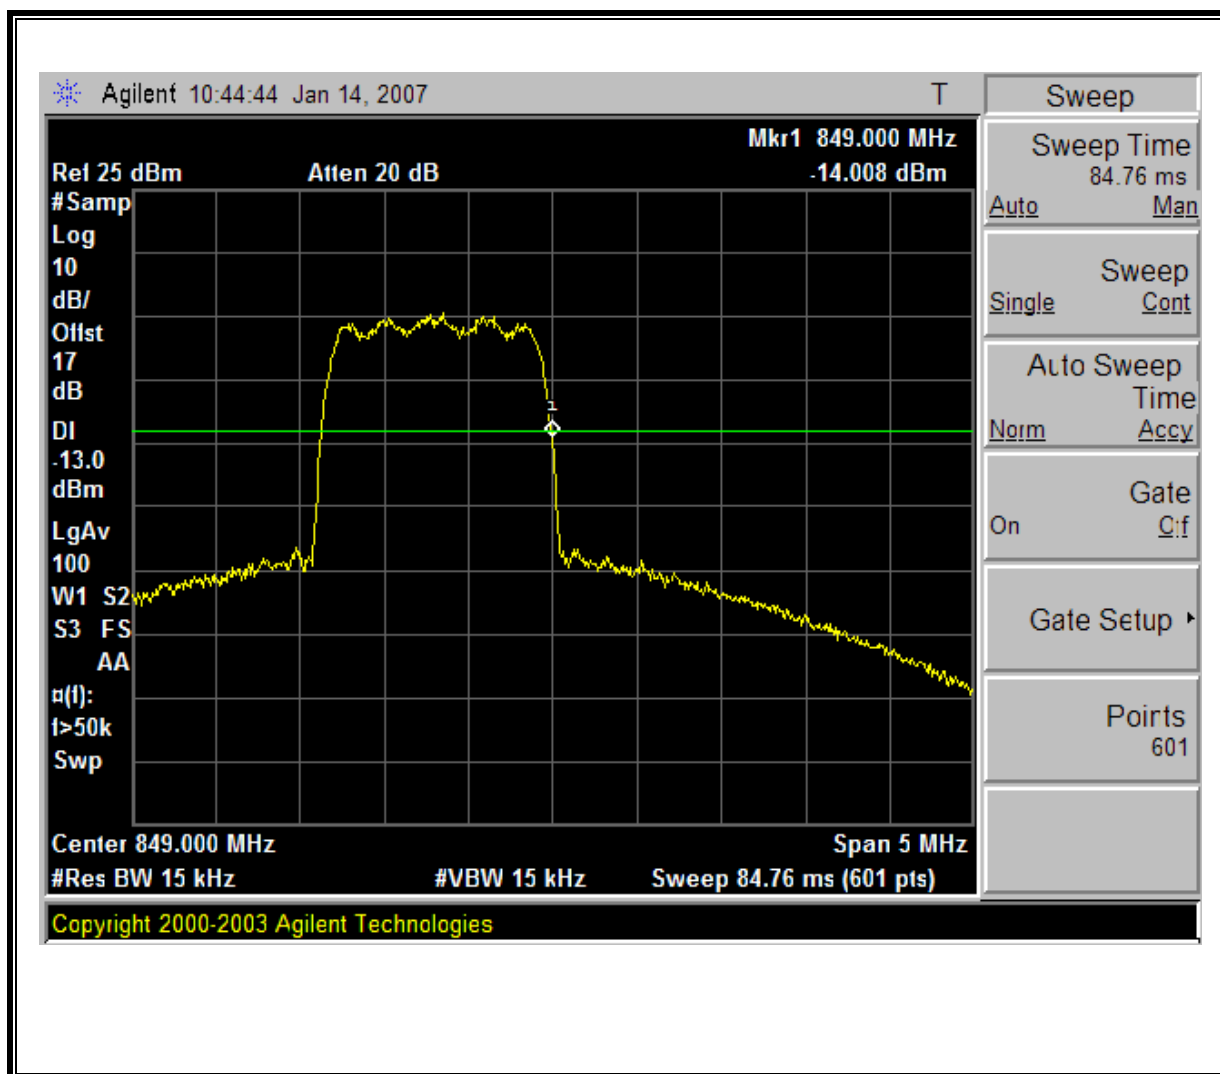 Agilent 10:44:44 Jan 14, 2007 T
Mkr1 849.000 MHz
Ref 25 dBm Atten 20 dB -14.008 dBm
#Samp
Log
10
dB/
Offst
17
dB
DI
-13.0
dBm
LgAv
100
W1 S2
S3 FS
AA
¤(f):
f>50k
Swp
1
Center 849.000 MHz Span 5 MHz
#Res BW 15 kHz #VBW 15 kHz Sweep 84.76 ms (601 pts)
Copyright 2000-2003 Agilent Technologies
Sweep
Sweep Time
84.76 ms
Auto Man
Sweep
Single Cont
Auto Sweep
Time
Norm Accy
Gate
On Off
Gate Setup
Points
601